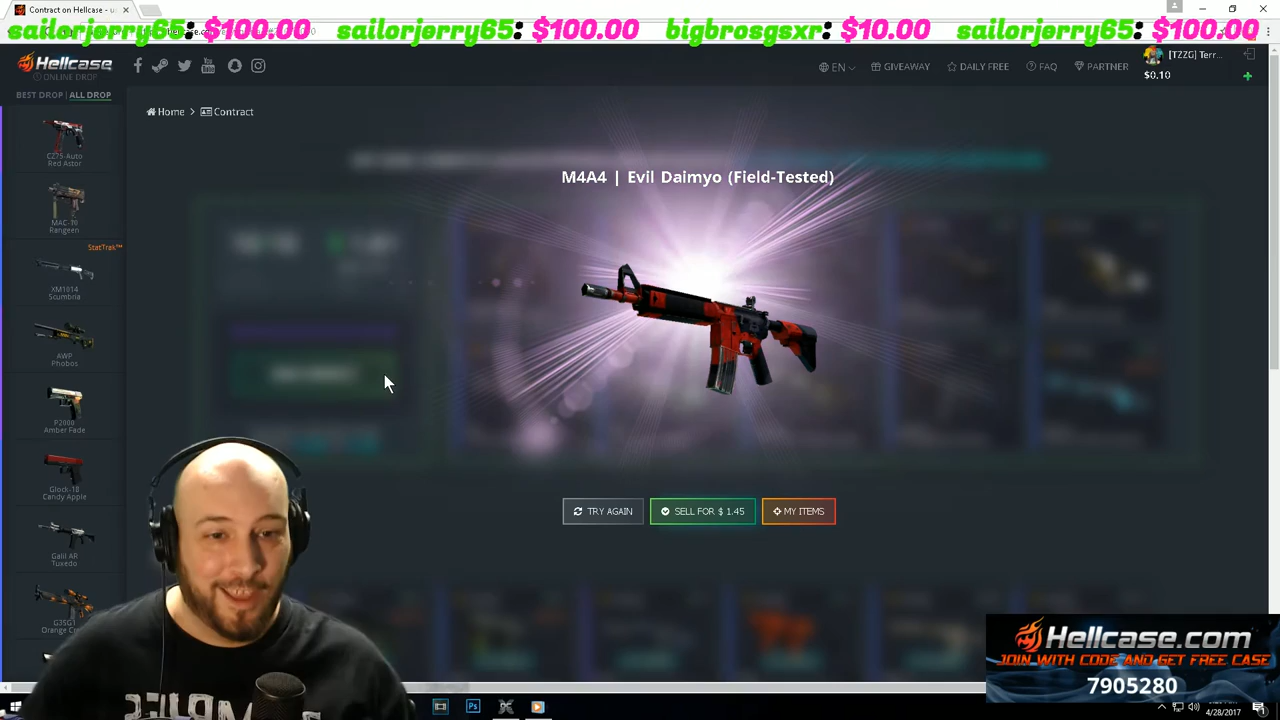 Contract on Hellcase - u
sailorjerry65: $100.00 sailorjerry65: $100.00 bigbrosgsxr: $10.00 sailorjerry65: $100.00
Hellcase
ONLINE DROP
EN
GIVEAWAY
DAILY FREE
FAQ
PARTNER
[TZZG] Terr...
$0.10
BEST DROP | ALL DROP
Home > Contract
CZ75-Auto
Red Astor
MAC-10
Rangeen
StatTrak™
XM1014
Scumbria
AWP
Phobos
P2000
Amber Fade
Glock-18
Candy Apple
Galil AR
Tuxedo
G3SG1
M4A4 | Evil Daimyo (Field-Tested)
TRY AGAIN
SELL FOR $ 1.45
MY ITEMS
Hellcase.com
JOIN WITH CODE AND GET FREE CASE
7905280
Ps
4/28/2017